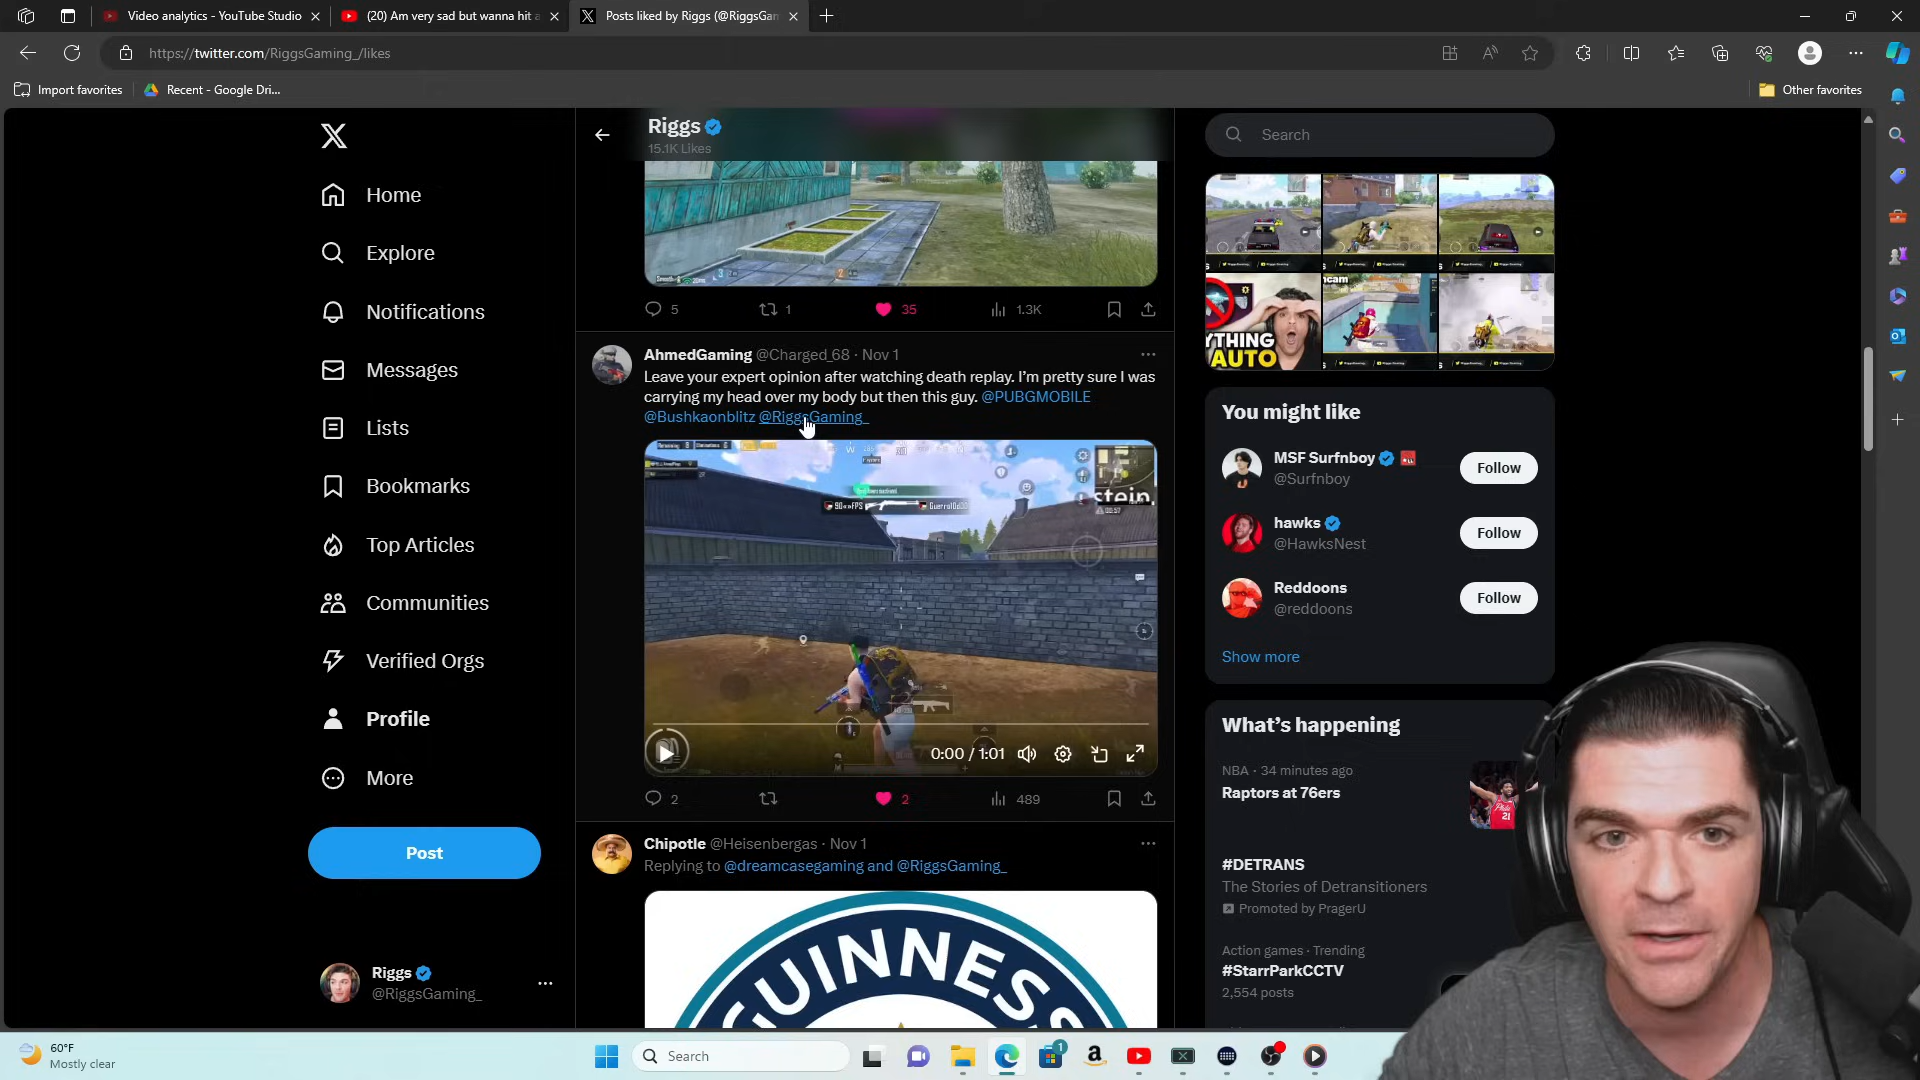 Video analytics - YouTube Studio
(20) Am very sad but wanna hit a
Posts liked by Riggs (@RiggsGam
https://twitter.com/RiggsGaming_/likes
Import favorites
Recent - Google Dri...
Other favorites
Riggs
15.1K Likes
Search
Home
Explore
Notifications
Messages
Lists
Bookmarks
Top Articles
Communities
Verified Orgs
Profile
More
Post
Riggs
@RiggsGaming_
5
1
35
1.3K
AhmedGaming @Charged_68 · Nov 1
Leave your expert opinion after watching death replay. I'm pretty sure I was
carrying my head over my body but then this guy. @PUBGMOBILE
@Bushkaonblitz @RiggsGaming_
stein
0:00 / 1:01
2
2
489
Chipotle @Heisenbergas · Nov 1
Replying to @dreamcasegaming and @RiggsGaming_
GUINNESS
YTHING
AUTO
You might like
MSF Surfnboy
@Surfnboy
Follow
hawks
@HawksNest
Follow
Reddoons
@reddoons
Follow
Show more
What's happening
NBA · 34 minutes ago
Raptors at 76ers
#DETRANS
The Stories of Detransitioners
Promoted by PragerU
Action games · Trending
#StarrParkCCTV
2,554 posts
60°F
Mostly clear
Search
1